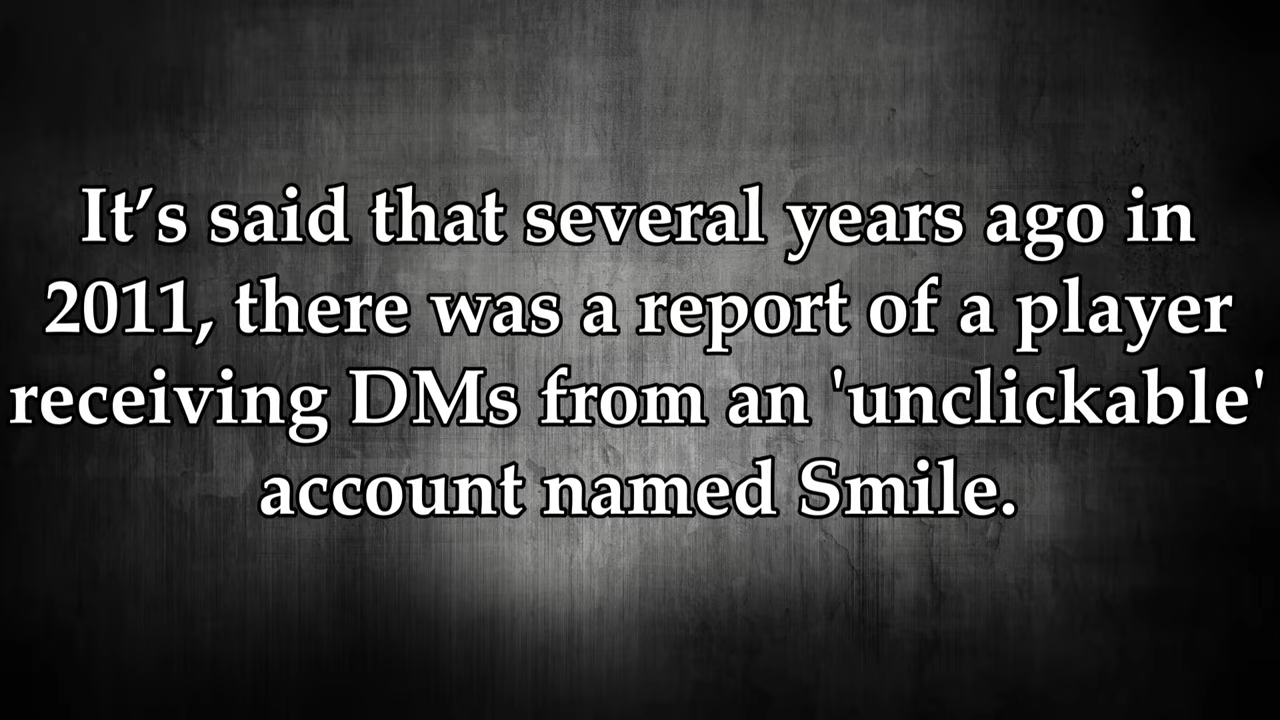 It’s said that several years ago in
2011, there was a report of a player
receiving DMs from an 'unclickable'
account named Smile.